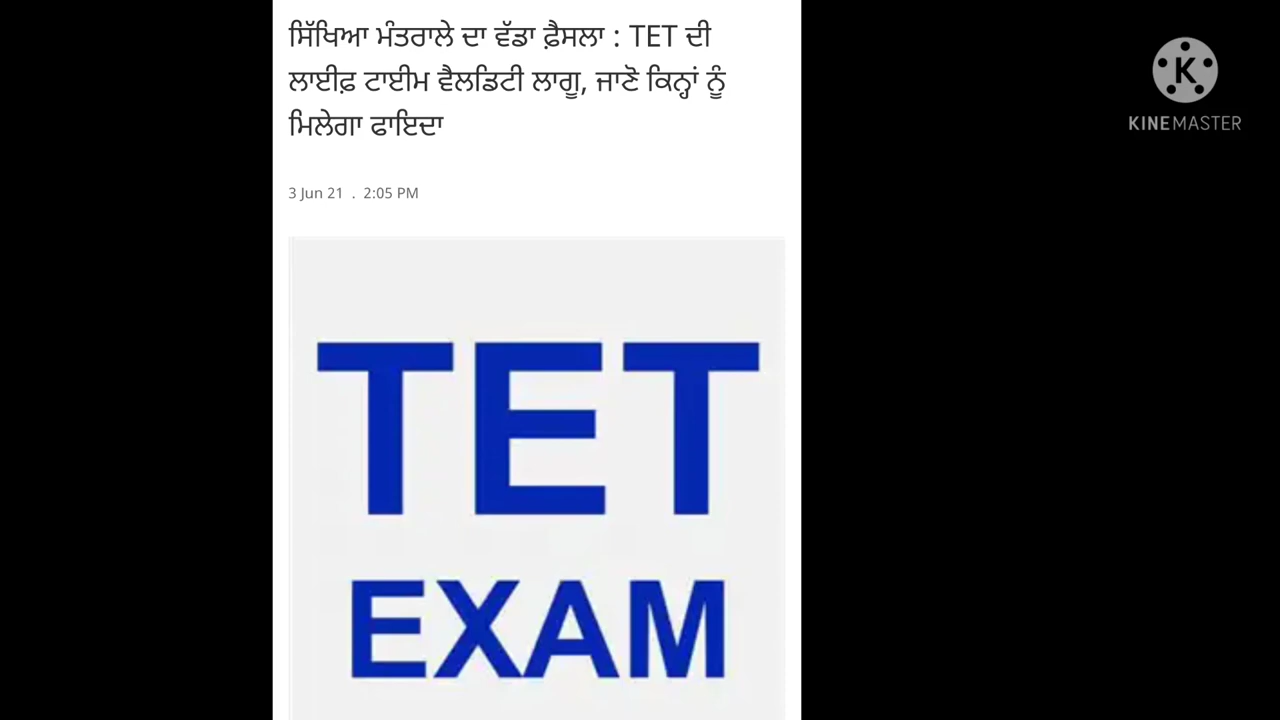 ਸਿੱਖਿਆ ਮੰਤਰਾਲੇ ਦਾ ਵੱਡਾ ਫ਼ੈਸਲਾ : TET ਦੀ
ਲਾਈਫ਼ ਟਾਈਮ ਵੈਲਡਿਟੀ ਲਾਗੂ, ਜਾਣੋ ਕਿਨ੍ਹਾਂ ਨੂੰ
ਮਿਲੇਗਾ ਫਾਇਦਾ
3 Jun 21 . 2:05 PM
TET
EXAM
K
KINEMASTER